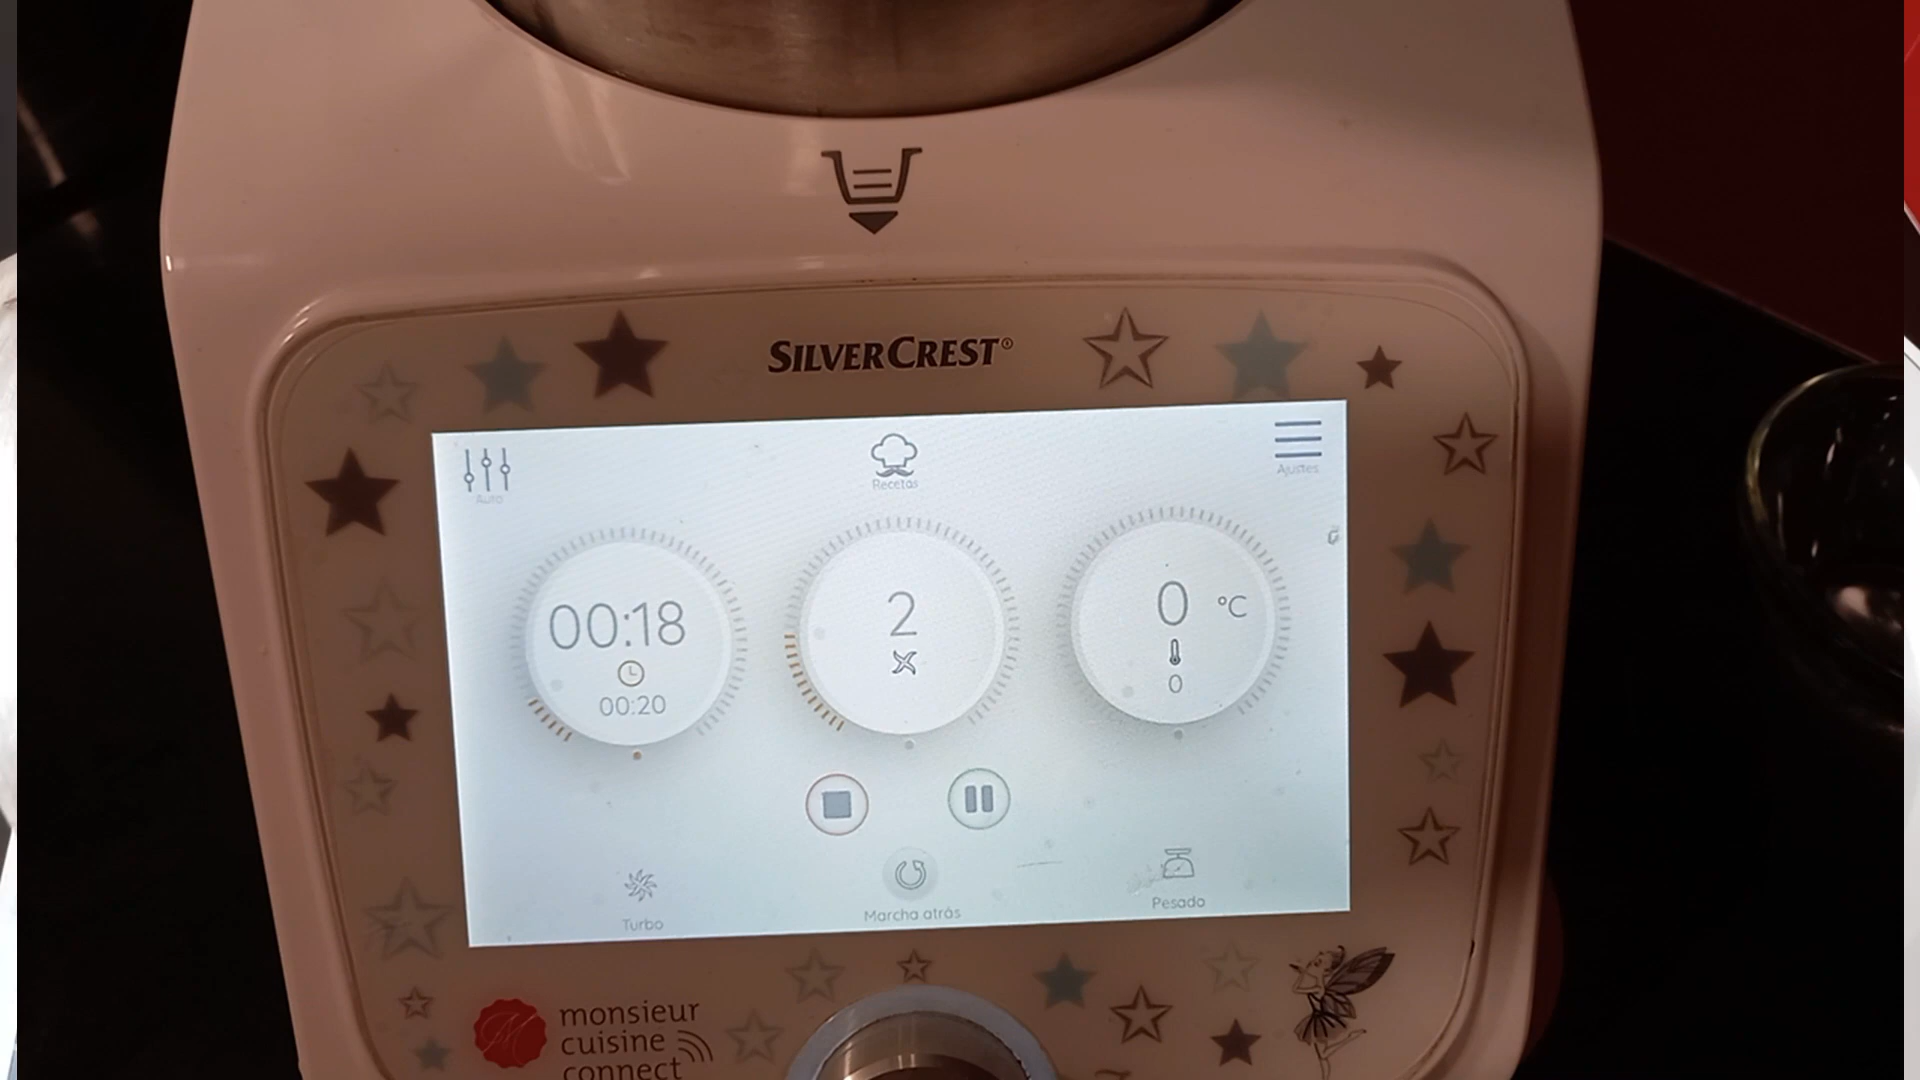 SILVERCREST®
Auto
Recetas
Ajustes
00:18
00:20
2
0 °C
0
Turbo
Marcha atrás
Pesado
monsieur
cuisine
connect